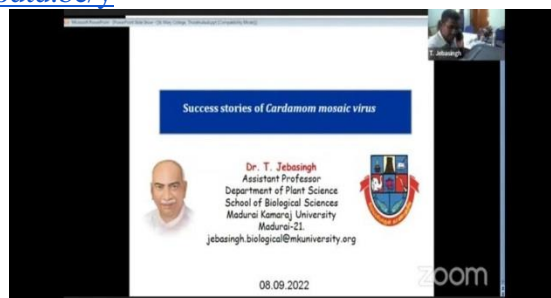 T. Jebasingh
Success stories of Cardamom mosaic virus
Dr. T. Jebasingh
Assistant Professor
Department of Plant Science
School of Biological Sciences
Madurai Kamaraj University
Madurai-21.
jebasingh.biological@mkuniversity.org
08.09.2022
zoom